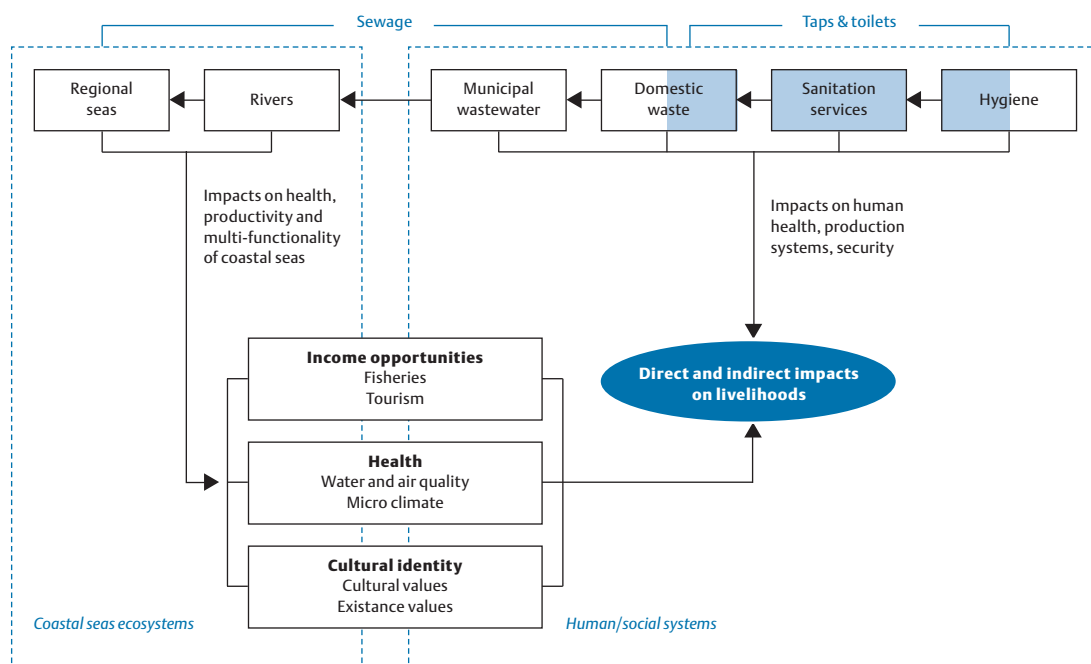 Sewage
Taps & toilets
Regional
seas
Rivers
Municipal
wastewater
Domestic
waste
Sanitation
services
Hygiene
Impacts on health,
productivity and
multi-functionality
of coastal seas
Impacts on human
health, production
systems, security
Income opportunities
Fisheries
Tourism
Direct and indirect impacts
on livelihoods
Health
Water and air quality
Micro climate
Cultural identity
Cultural values
Existance values
Coastal seas ecosystems
Human/social systems